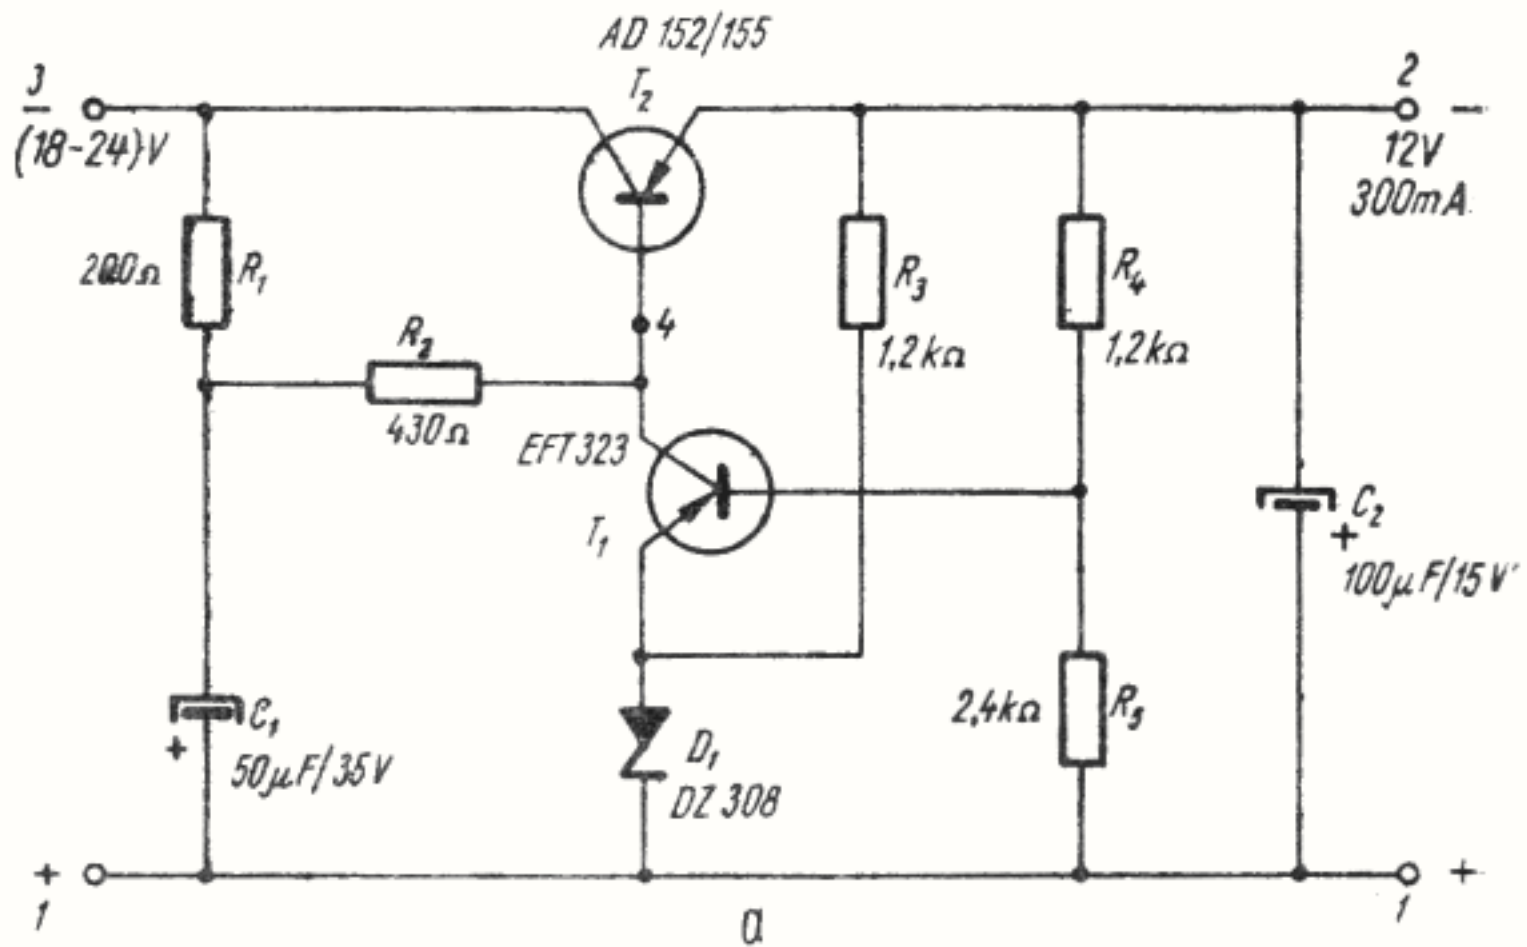 AD 152/155
T2
3
−
(18-24)V
2
−
12V
300mA
200Ω
R1
R2
430Ω
4
R3
1,2kΩ
R4
1,2kΩ
EFT 323
T1
C2
+
100μF/15V
C1
+
50μF/35V
D1
DZ 308
2,4kΩ
R5
+
1
+
1
a